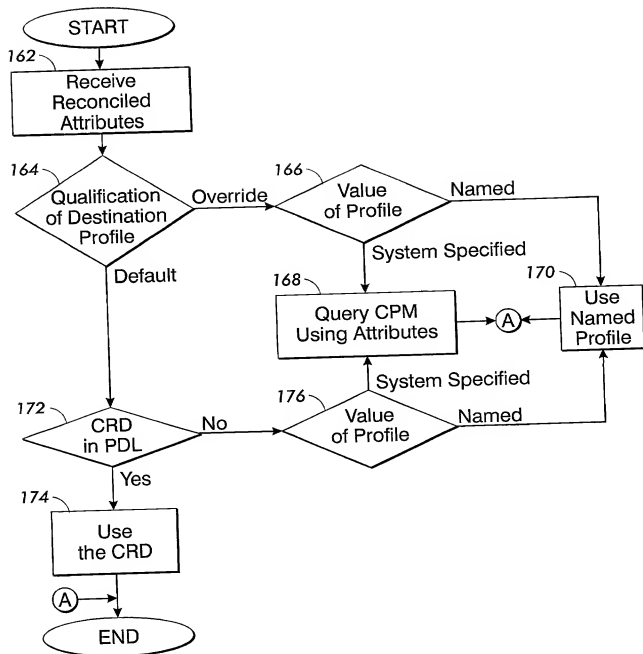 START
162
Receive
Reconciled
Attributes
164
Qualification
of Destination
Profile
Override
166
Value
of Profile
Named
Default
System Specified
168
Query CPM
Using Attributes
A
170
Use
Named
Profile
System Specified
172
CRD
in PDL
No
176
Value
of Profile
Named
Yes
174
Use
the CRD
A
END